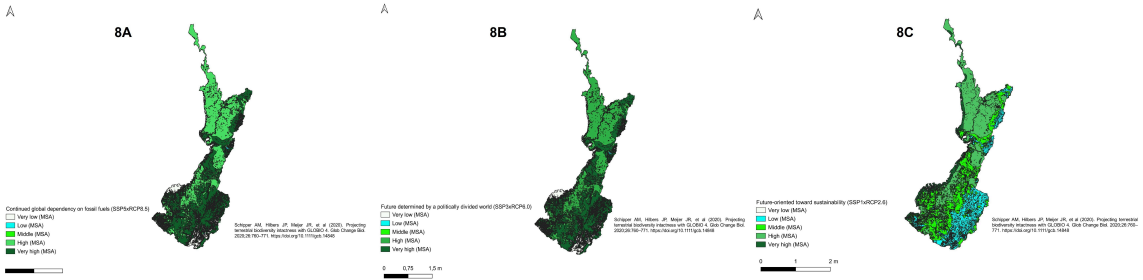 8A
Continued global dependency on fossil fuels (SSP5xRCP8.5)
Very low (MSA)
Low (MSA)
Middle (MSA)
High (MSA)
Very high (MSA)
Schipper AM, Hilbers JP, Meijer JR, et al (2020). Projecting
terrestrial biodiversity intactness with GLOBIO 4. Glob Change Biol.
2020;26:760–771. https://doi.org/10.1111/gcb.14848
8B
Future determined by a politically divided world (SSP3xRCP6.0)
Very low (MSA)
Low (MSA)
Middle (MSA)
High (MSA)
Very high (MSA)
0 0,75 1,5 m
Schipper AM, Hilbers JP, Meijer JR, et al (2020). Projecting
terrestrial biodiversity intactness with GLOBIO 4. Glob Change Biol.
2020;26:760–771. https://doi.org/10.1111/gcb.14848
8C
Future-oriented toward sustainability (SSP1xRCP2.6)
Very low (MSA)
Low (MSA)
Middle (MSA)
High (MSA)
Very high (MSA)
0 1 2 m
Schipper AM, Hilbers JP, Meijer JR, et al (2020). Projecting terrestrial
biodiversity intactness with GLOBIO 4. Glob Change Biol. 2020;26:760–
771. https://doi.org/10.1111/gcb.14848